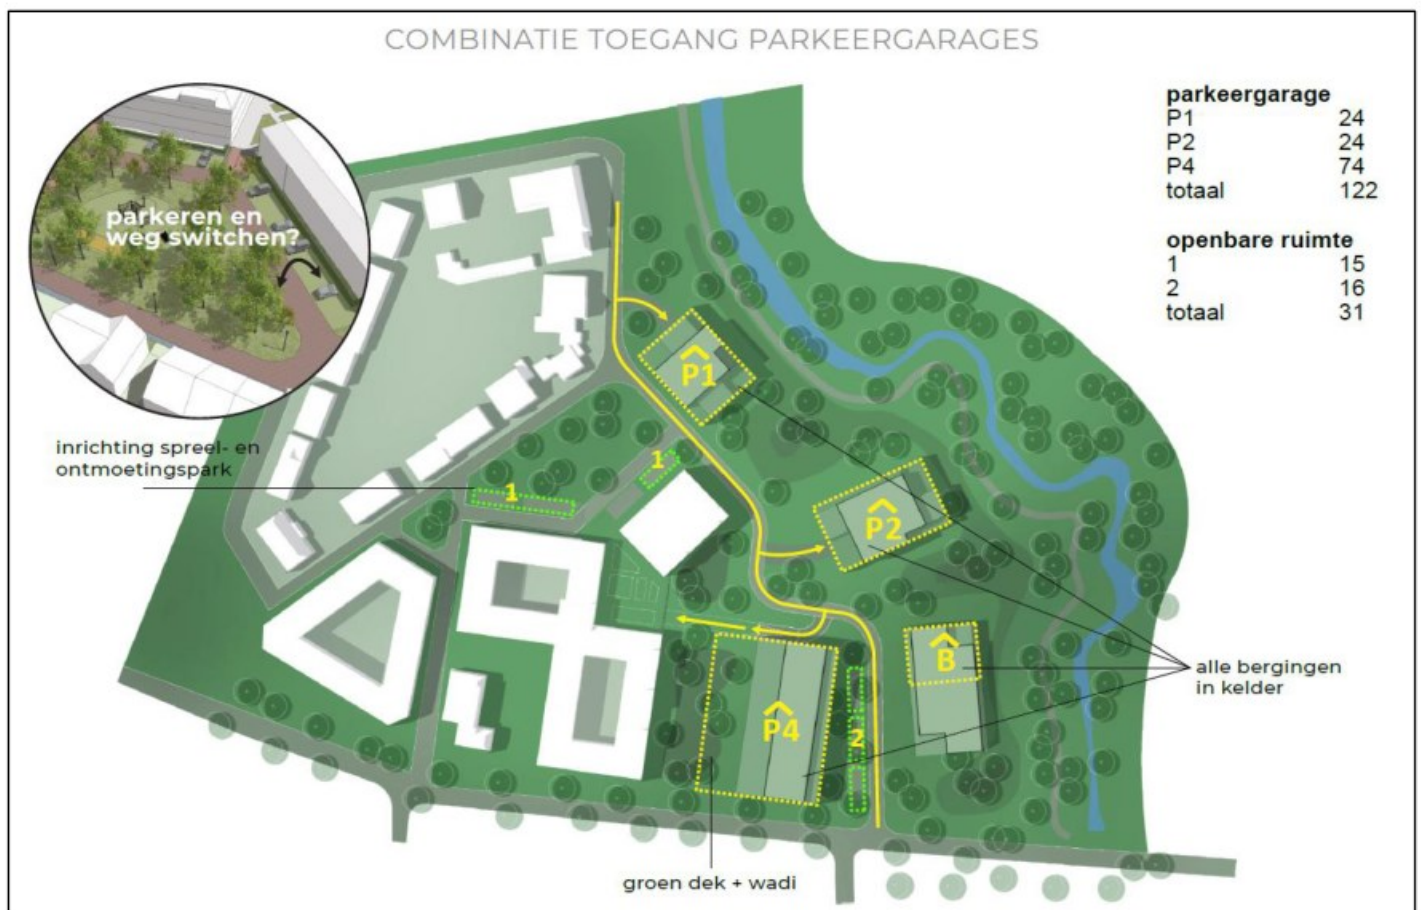 COMBINATIE TOEGANG PARKEERGARAGES
parkeren en
weg switchen?
parkeergarage
P1 24
P2 24
P4 74
totaal 122
openbare ruimte
1 15
2 16
totaal 31
P1
inrichting spreel- en
ontmoetingspark
1
1
P2
B
alle bergingen
in kelder
P4
2
groen dek + wadi